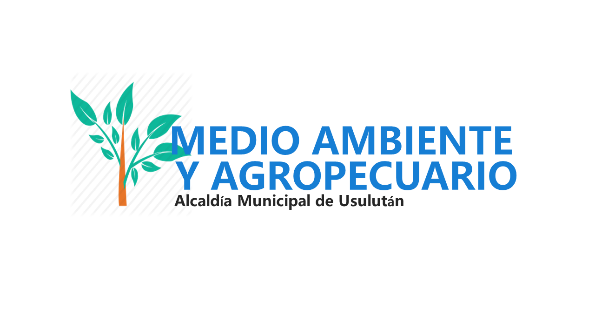 MEDIO AMBIENTE
Y AGROPECUARIO
Alcaldía Municipal de Usulután